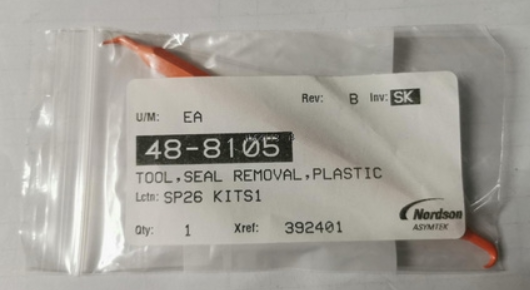 Rev: B Inv: SK
U/M: EA
48-8105
TOOL,SEAL REMOVAL,PLASTIC
Lctn: SP26 KITS1
Nordson
ASYMTEK
Qty: 1 Xref: 392401